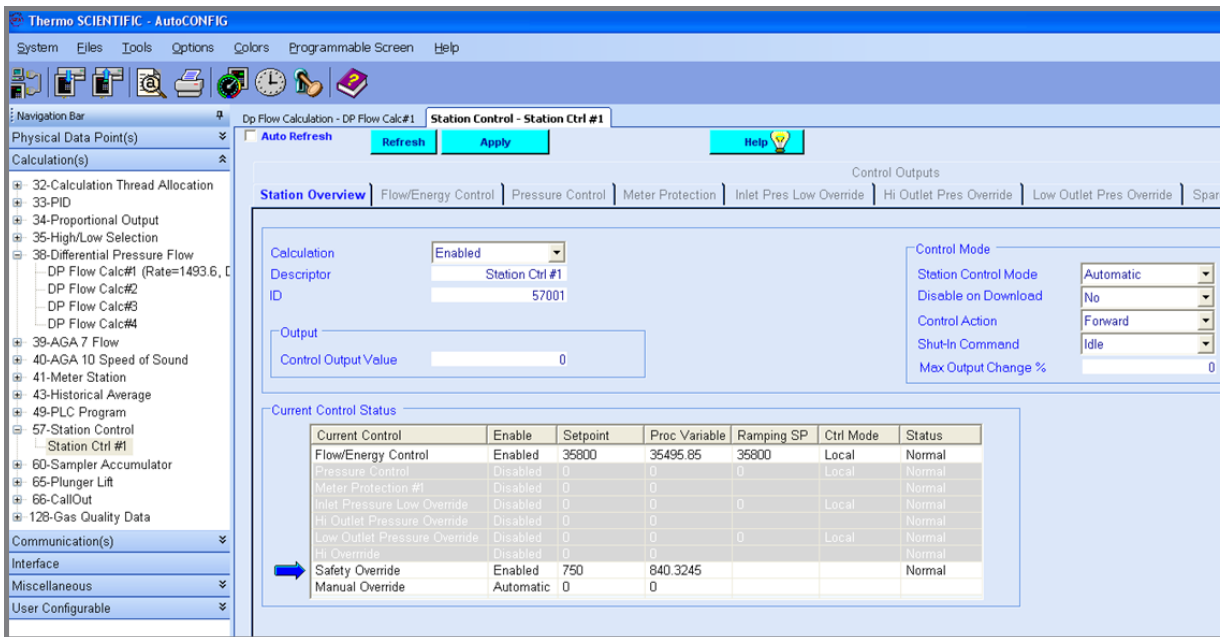 Thermo SCIENTIFIC - AutoCONFIG
System Files Tools Options Colors Programmable Screen Help
Navigation Bar
Physical Data Point(s)
Calculation(s)
32-Calculation Thread Allocation
33-PID
34-Proportional Output
35-High/Low Selection
38-Differential Pressure Flow
DP Flow Calc#1 (Rate=1493.6, D
DP Flow Calc#2
DP Flow Calc#3
DP Flow Calc#4
39-AGA 7 Flow
40-AGA 10 Speed of Sound
41-Meter Station
43-Historical Average
49-PLC Program
57-Station Control
Station Ctrl #1
60-Sampler Accumulator
65-Plunger Lift
66-CallOut
128-Gas Quality Data
Communication(s)
Interface
Miscellaneous
User Configurable
Dp Flow Calculation - DP Flow Calc#1 Station Control - Station Ctrl #1
Auto Refresh Refresh Apply Help
Control Outputs
Station Overview Flow/Energy Control Pressure Control Meter Protection Inlet Pres Low Override Hi Outlet Pres Override Low Outlet Pres Override Spar
Calculation Enabled
Descriptor Station Ctrl #1
ID 57001
Output
Control Output Value 0
Control Mode
Station Control Mode Automatic
Disable on Download No
Control Action Forward
Shut-In Command Idle
Max Output Change % 0
Current Control Status
Current Control Enable Setpoint Proc Variable Ramping SP Ctrl Mode Status
Flow/Energy Control Enabled 35800 35495.85 35800 Local Normal
Pressure Control Disabled 0 0 0 Local Normal
Meter Protection #1 Disabled 0 0 Normal
Inlet Pressure Low Override Disabled 0 0 0 Local Normal
Hi Outlet Pressure Override Disabled 0 0 Normal
Low Outlet Pressure Override Disabled 0 0 0 Local Normal
Hi Override Disabled 0 0 Normal
Safety Override Enabled 750 840.3245 Normal
Manual Override Automatic 0 0